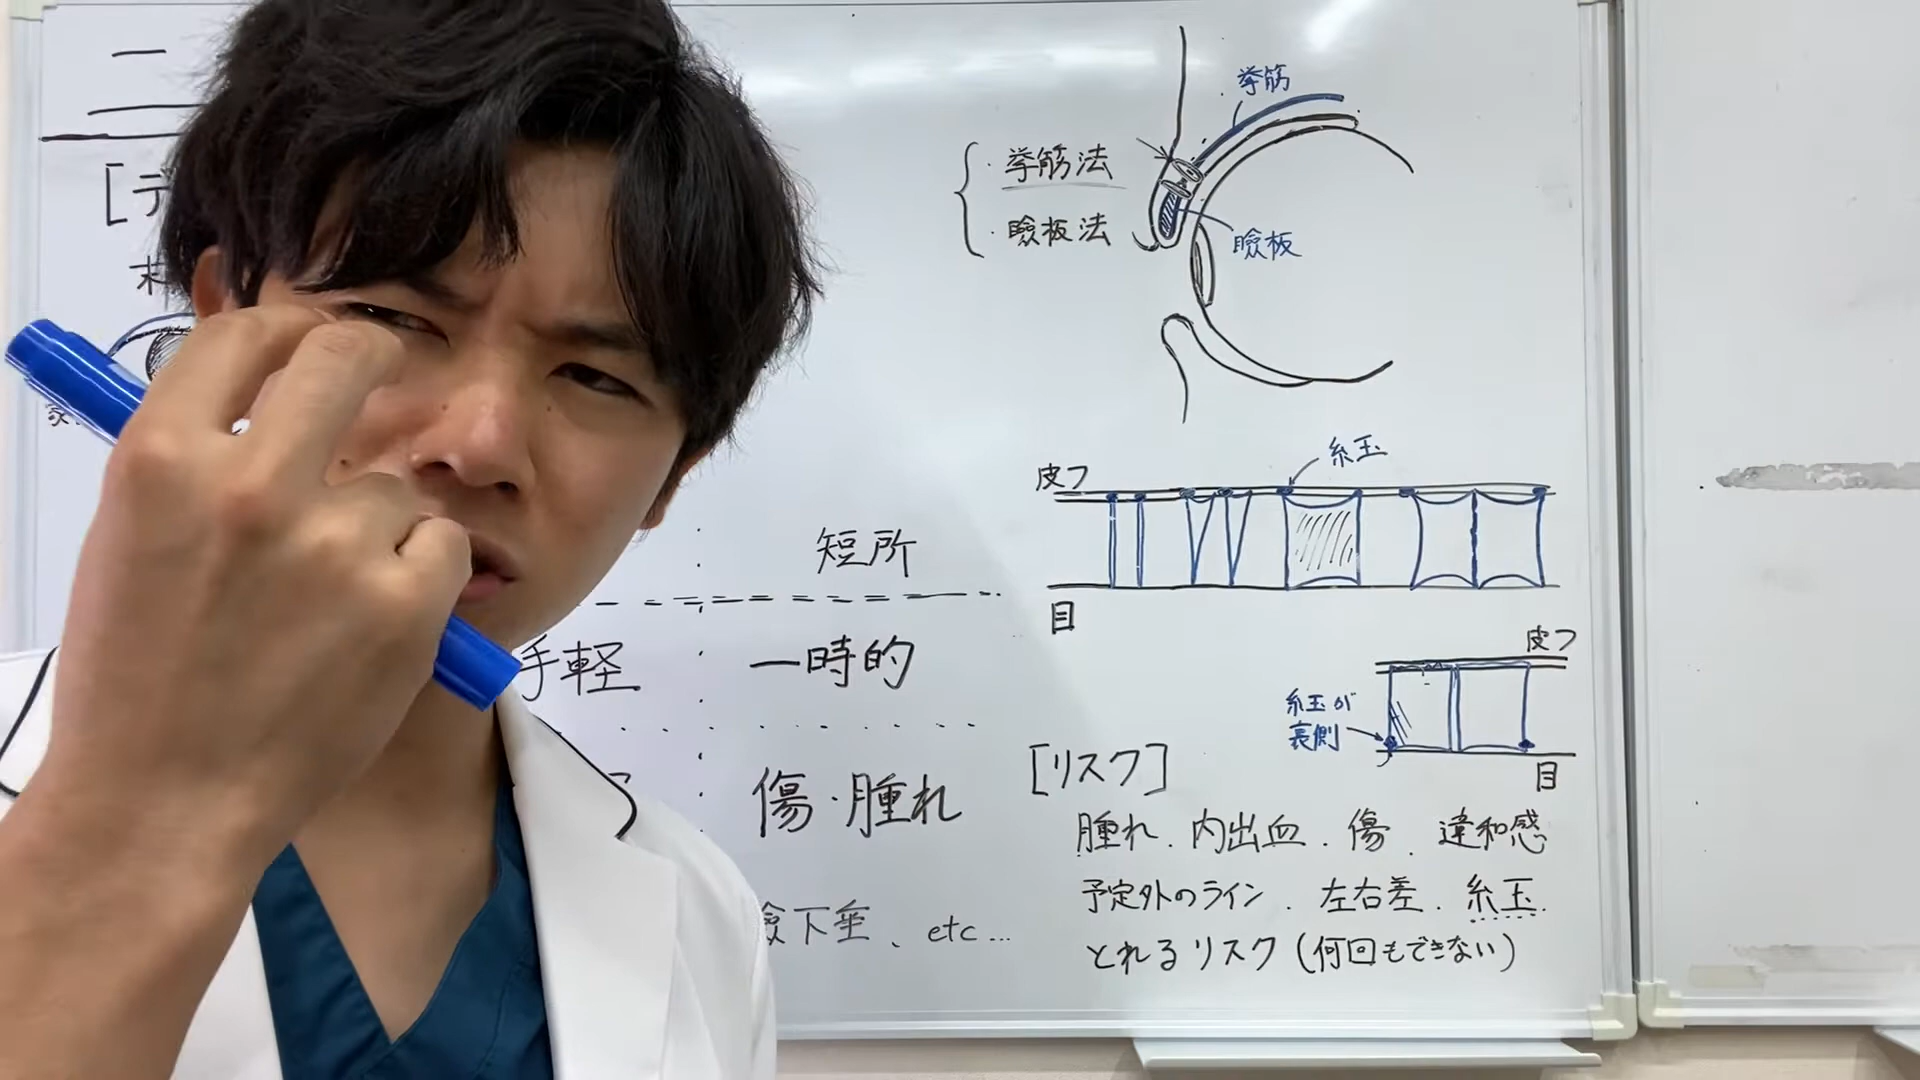 挙筋
・挙筋法
・瞼板法
瞼板
糸玉
皮フ
目
短所
手軽
一時的
傷・腫れ
瞼下垂、etc...
皮フ
糸玉が
裏側
目
[リスク]
腫れ、内出血、傷、違和感
予定外のライン、左右差、糸玉
とれるリスク(何回もできない)